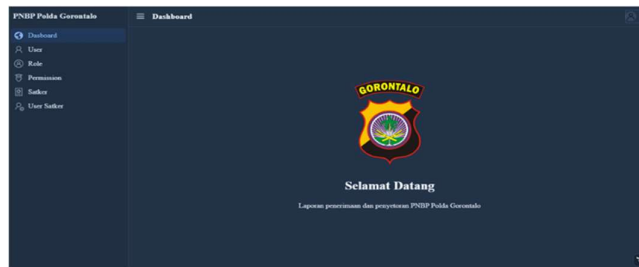 PNBP Polda Gorontalo
Dashboard
Dasboard
User
Role
Permission
Satker
User Satker
GORONTALO
Selamat Datang
Laporan penerimaan dan penyetoran PNBP Polda Gorontalo